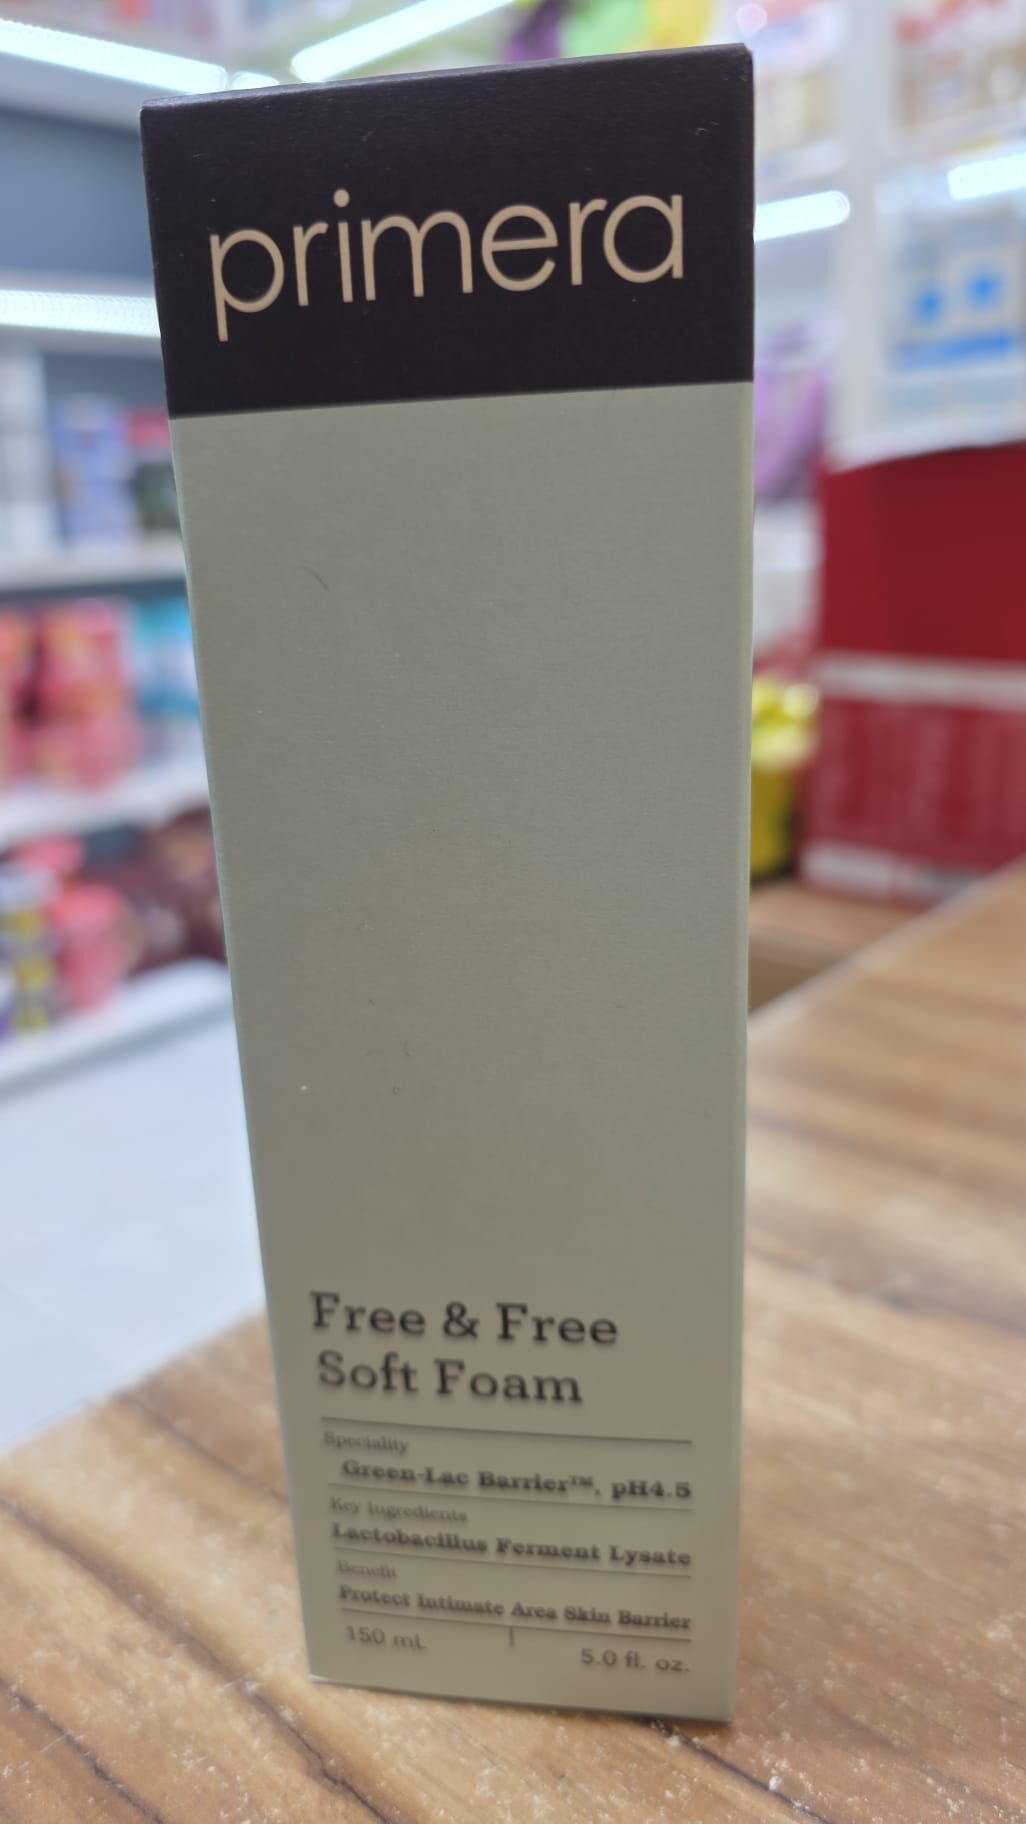 primera
Free & Free
Soft Foam
Speciality
Green-Lac Barrier™, pH4.5
Key Ingredients
Lactobacillus Ferment Lysate
Benefit
Protect Intimate Area Skin Barrier
150 mL | 5.0 fl. oz.